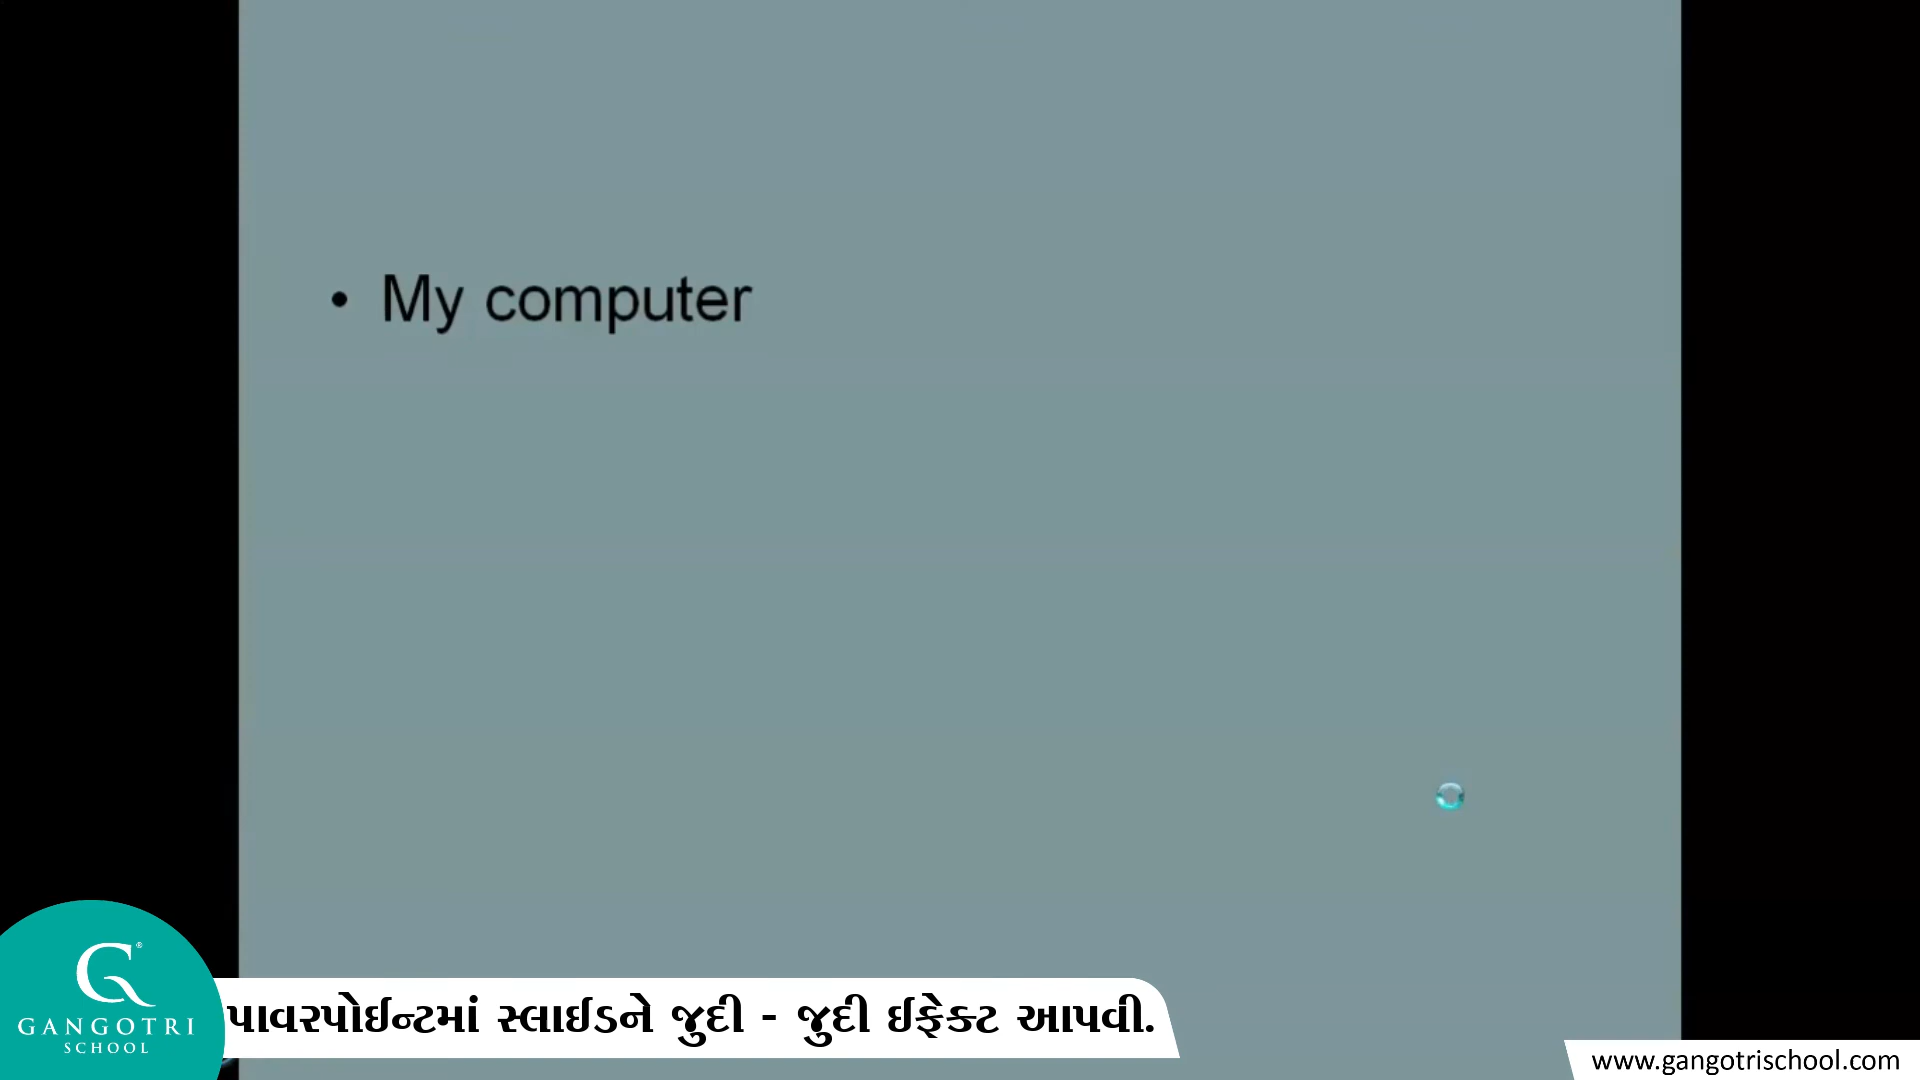 • My computer
G®
GANGOTRI
SCHOOL
પાવરપોઈન્ટમાં સ્લાઈડને જુદી - જુદી ઈફેક્ટ આપવી.
www.gangotrischool.com